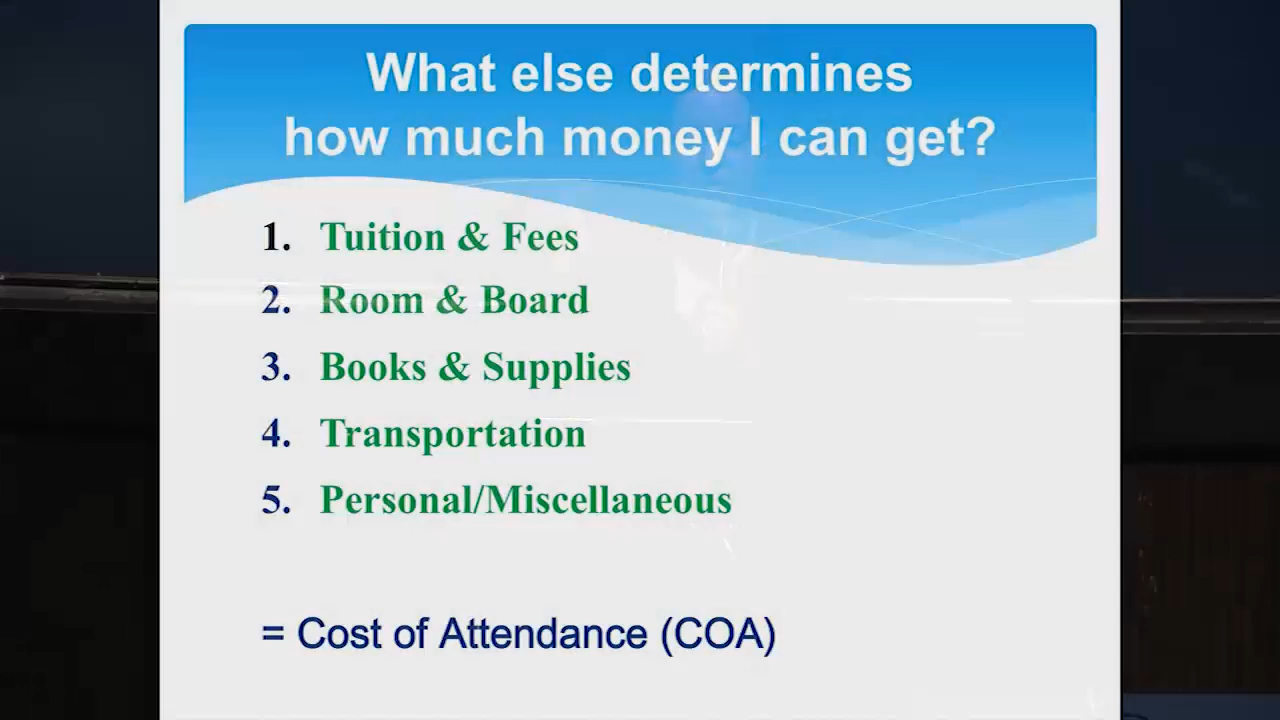 What else determines
how much money I can get?
1. Tuition & Fees
2. Room & Board
3. Books & Supplies
4. Transportation
5. Personal/Miscellaneous
= Cost of Attendance (COA)